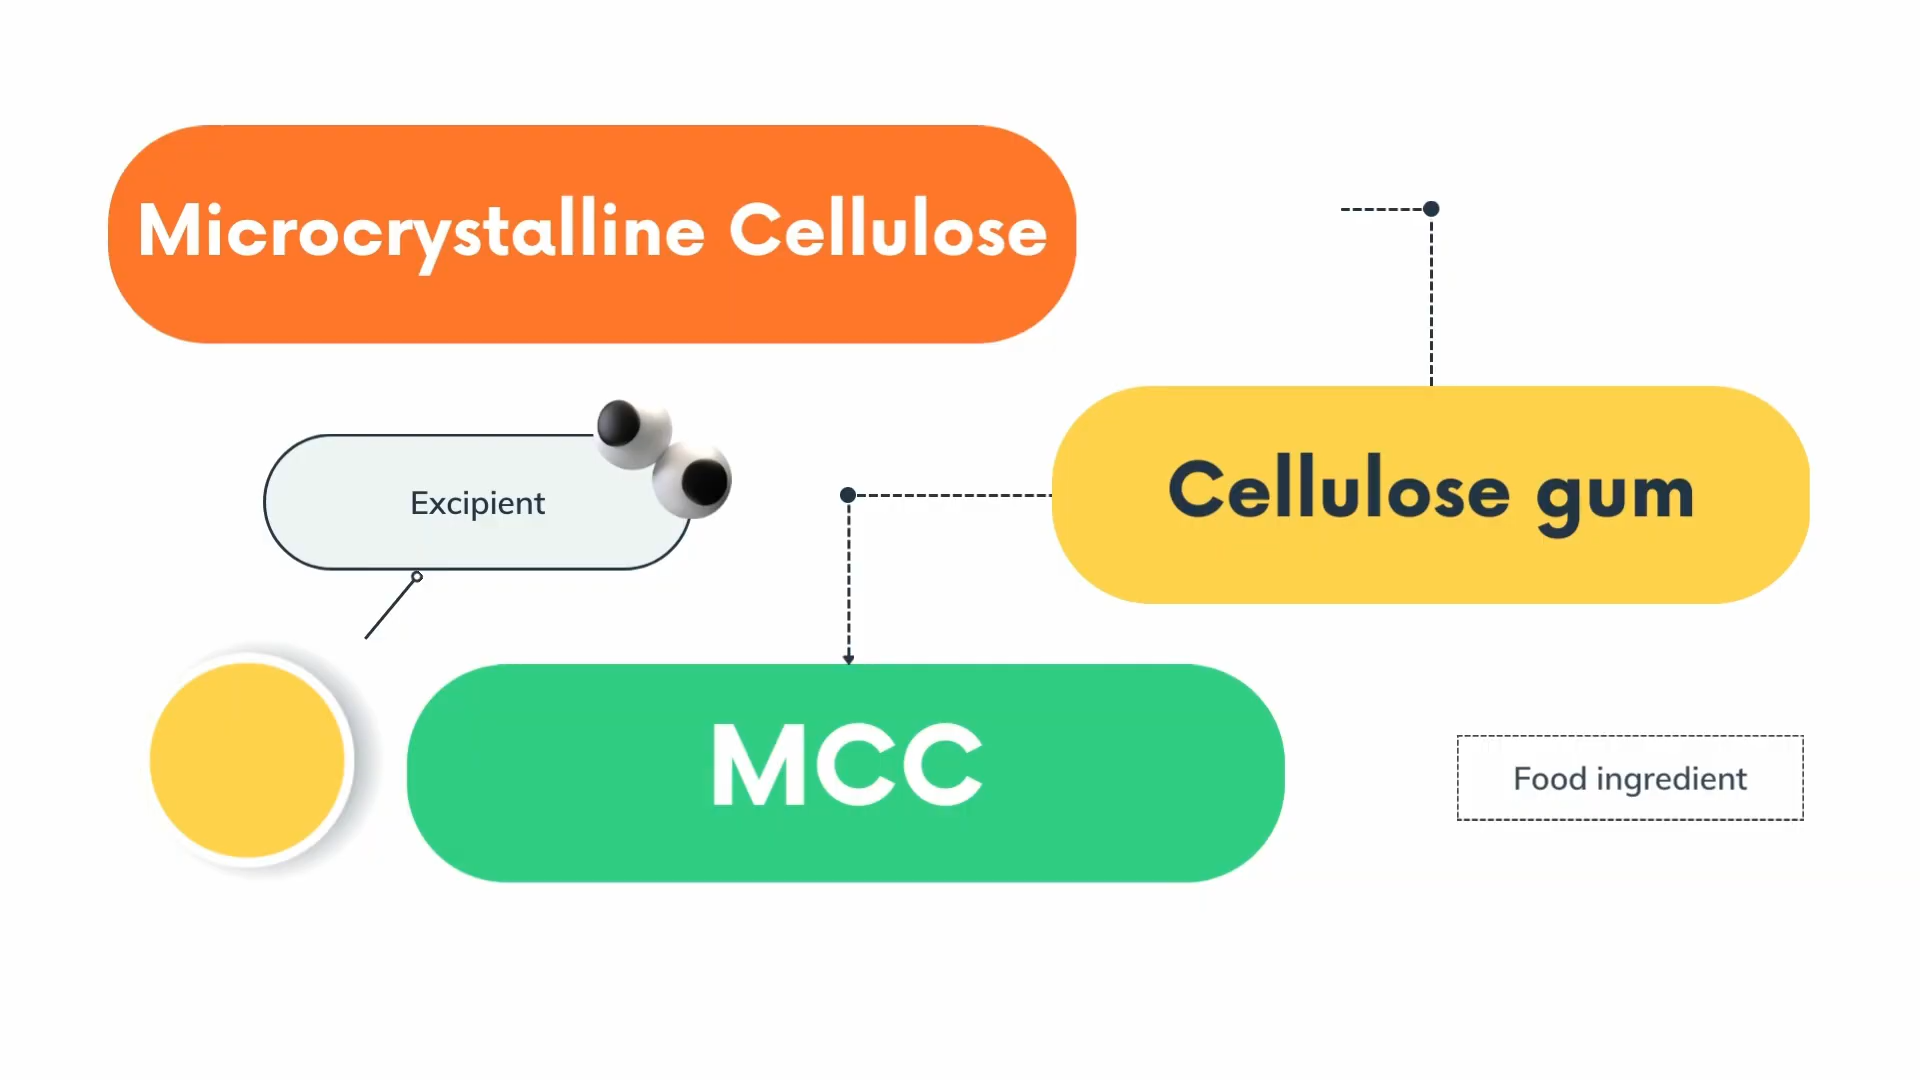 Microcrystalline Cellulose
Cellulose gum
Excipient
MCC
Food ingredient